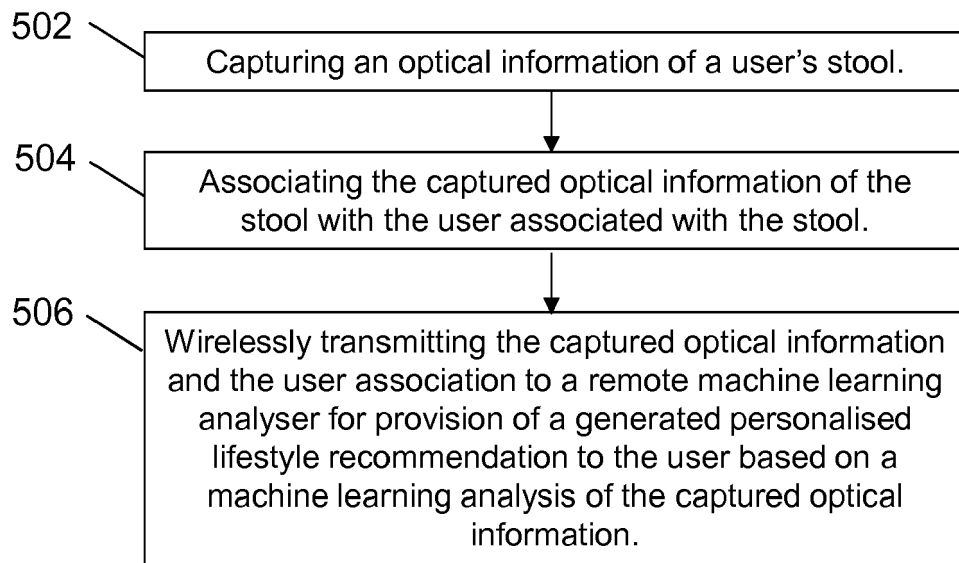 502
Capturing an optical information of a user's stool.
504
Associating the captured optical information of the
stool with the user associated with the stool.
506
Wirelessly transmitting the captured optical information
and the user association to a remote machine learning
analyser for provision of a generated personalised
lifestyle recommendation to the user based on a
machine learning analysis of the captured optical
information.